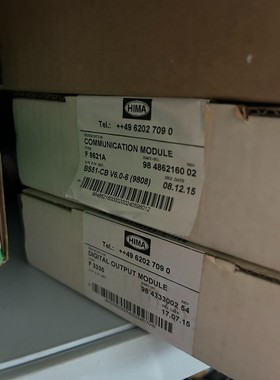 HIMA
Tel.: ++49 6202 709 0
COMMUNICATION MODULE
F 8621A
98 4862160 02
BS51-CB V6.0-6 (9808)
08.12.15
HIMA
Tel.: ++49 6202 709 0
DIGITAL OUTPUT MODULE
F 3330
98 4333002 54
17.07.15